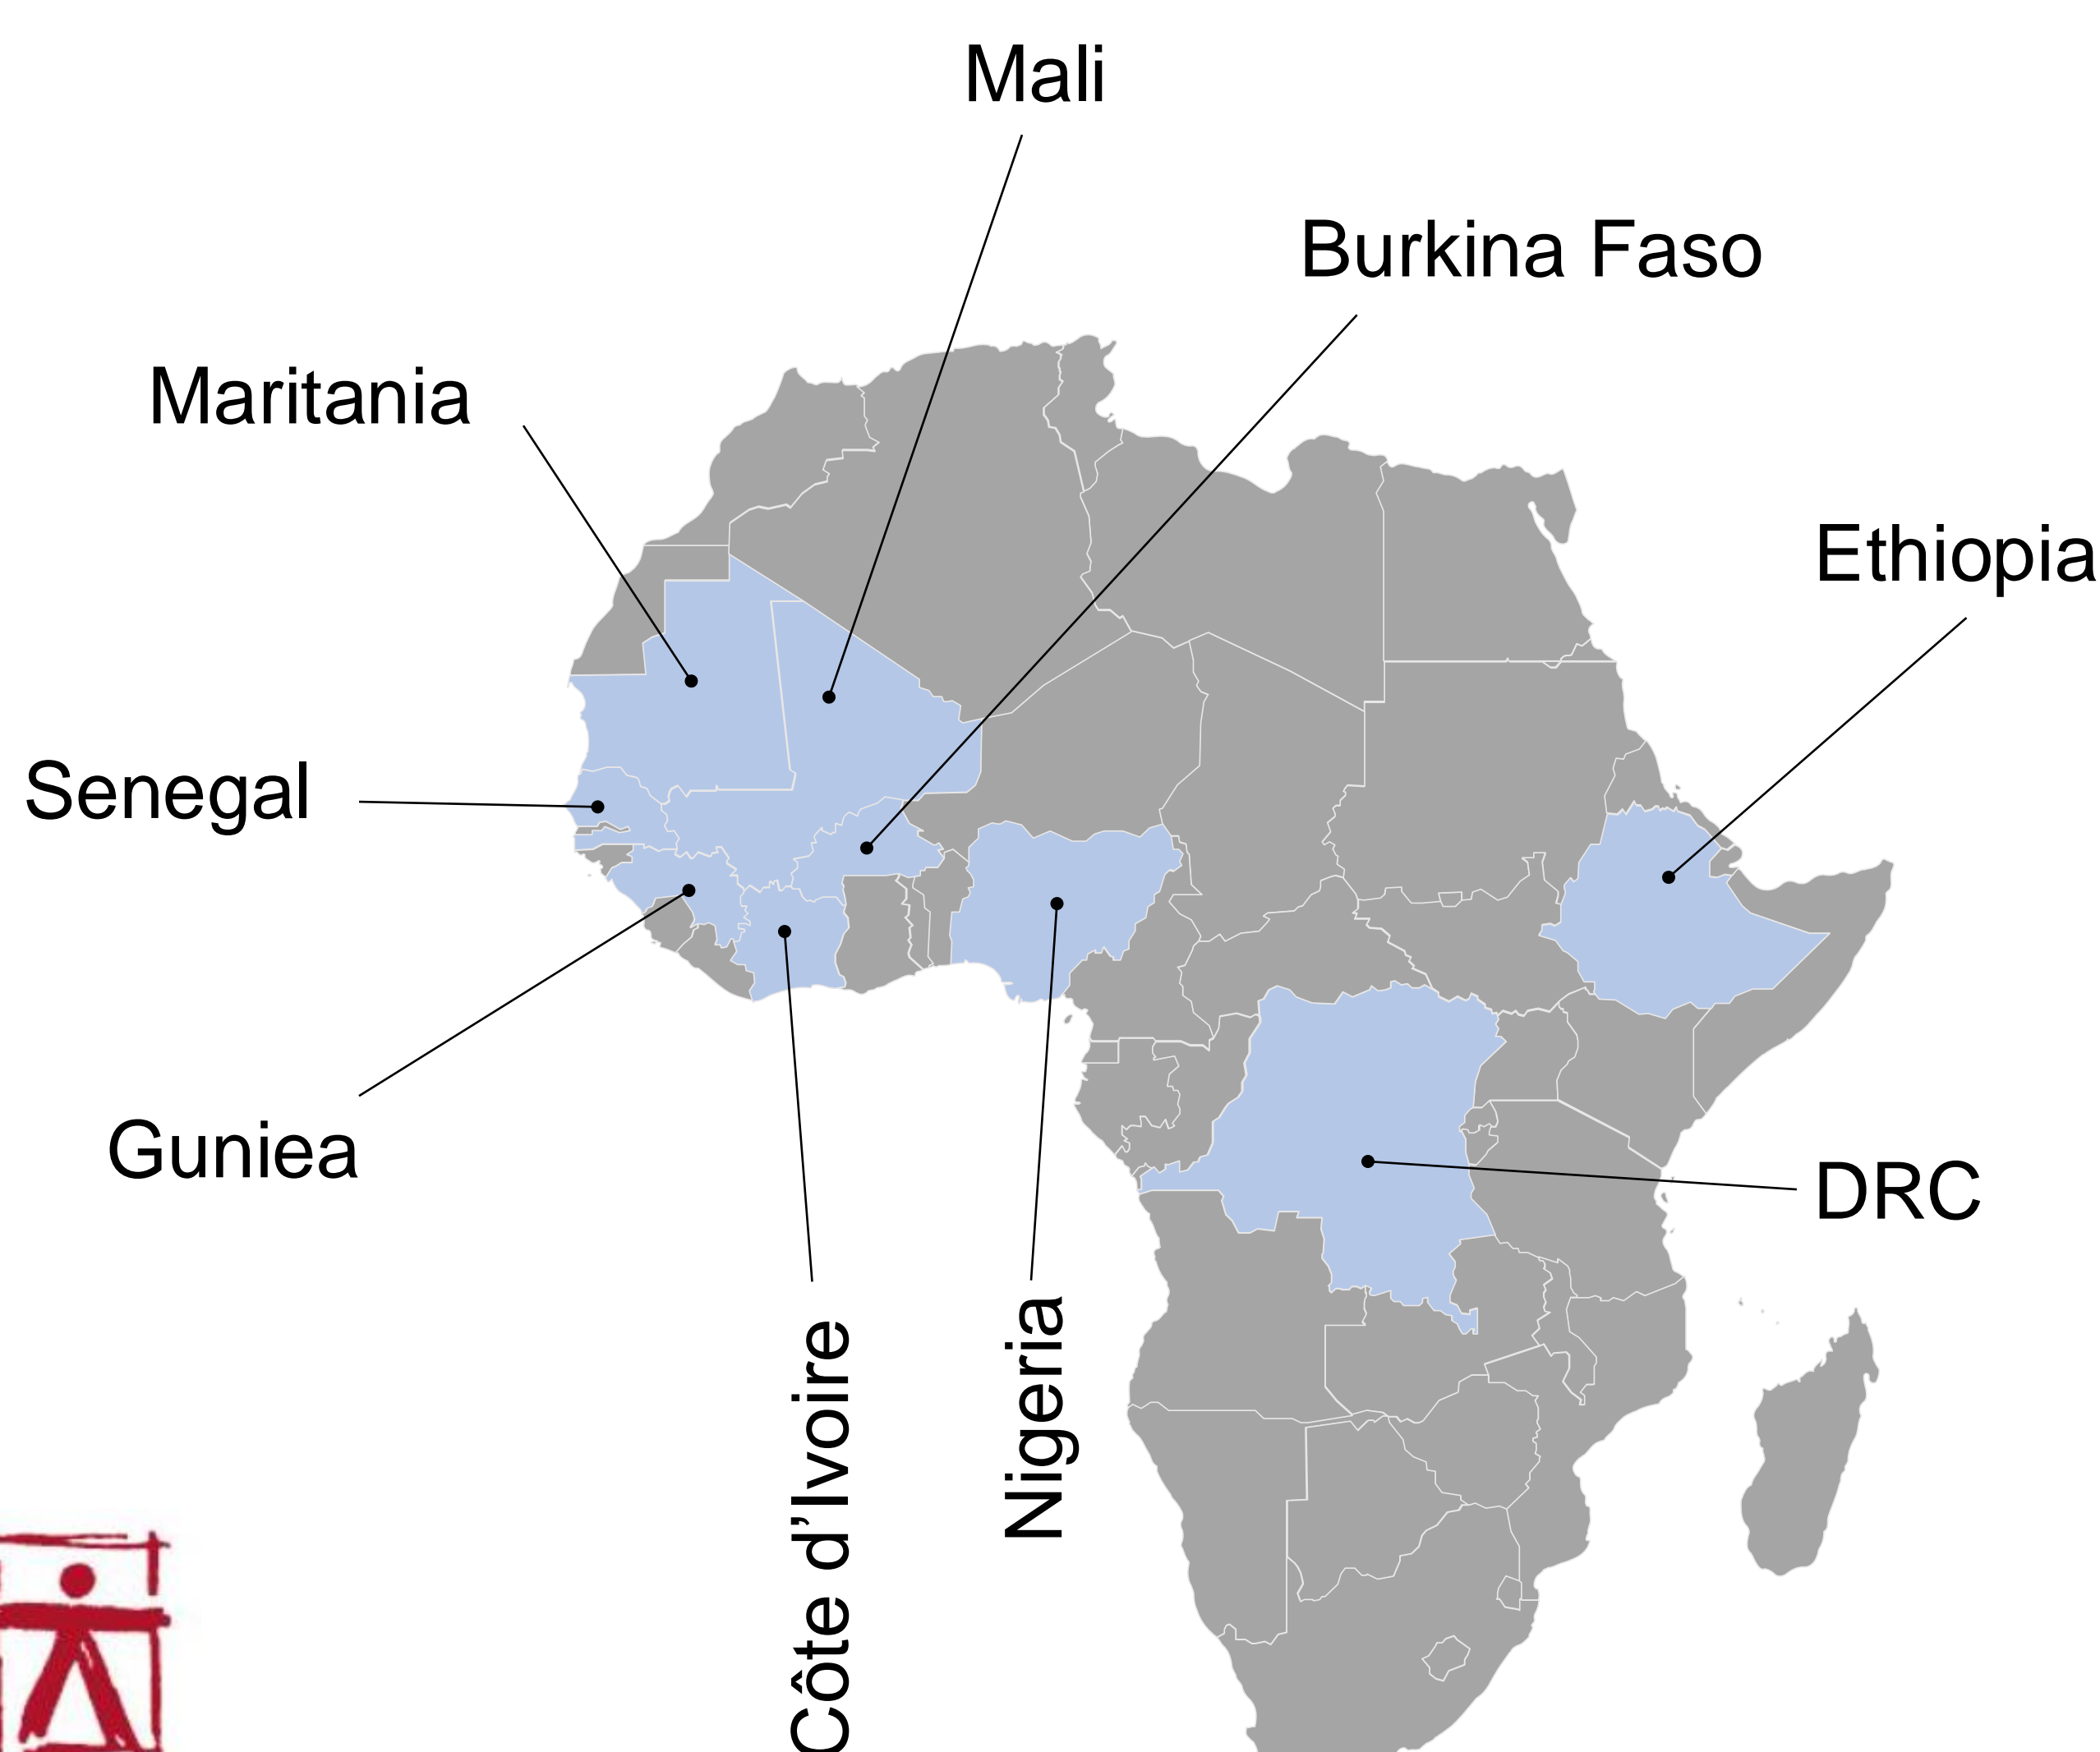 Mali
Burkina Faso
Maritania
Ethiopia
Senegal
Guniea
DRC
Côte d'Ivoire
Nigeria